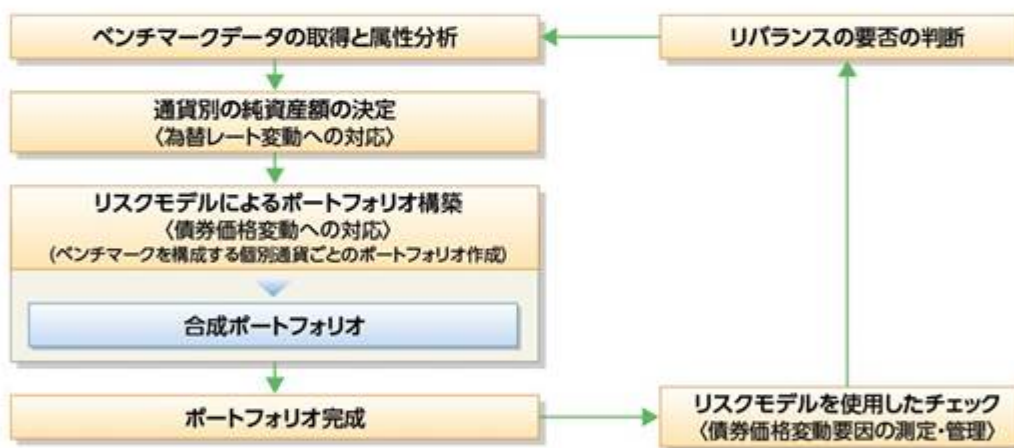 ベンチマークデータの取得と属性分析
リバランスの要否の判断
通貨別の純資産額の決定
〈為替レート変動への対応〉
リスクモデルによるポートフォリオ構築
〈債券価格変動への対応〉
(ベンチマークを構成する個別通貨ごとのポートフォリオ作成)
合成ポートフォリオ
ポートフォリオ完成
リスクモデルを使用したチェック
〈債券価格変動要因の測定・管理〉